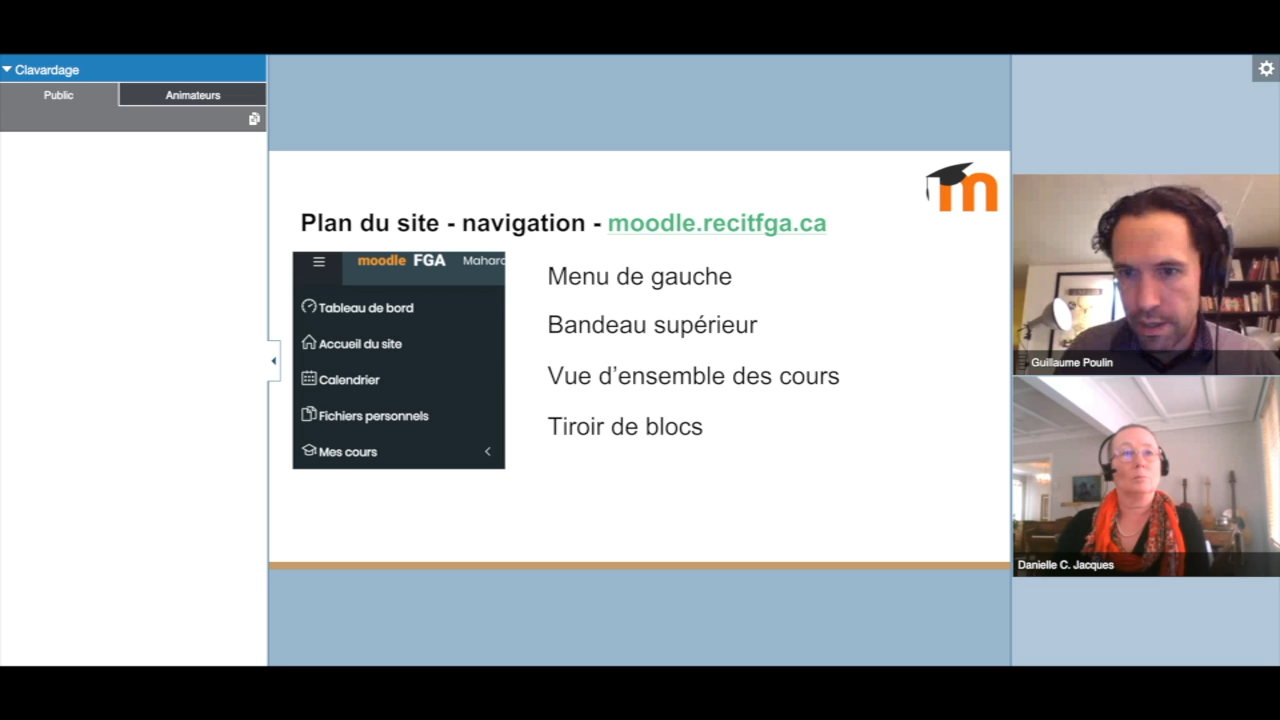 Clavardage
Public
Animateurs
m
Plan du site - navigation - moodle.recitfga.ca
moodle FGA Mahara
Tableau de bord
Accueil du site
Calendrier
Fichiers personnels
Mes cours
Menu de gauche
Bandeau supérieur
Vue d'ensemble des cours
Tiroir de blocs
Guillaume Poulin
Danielle C. Jacques